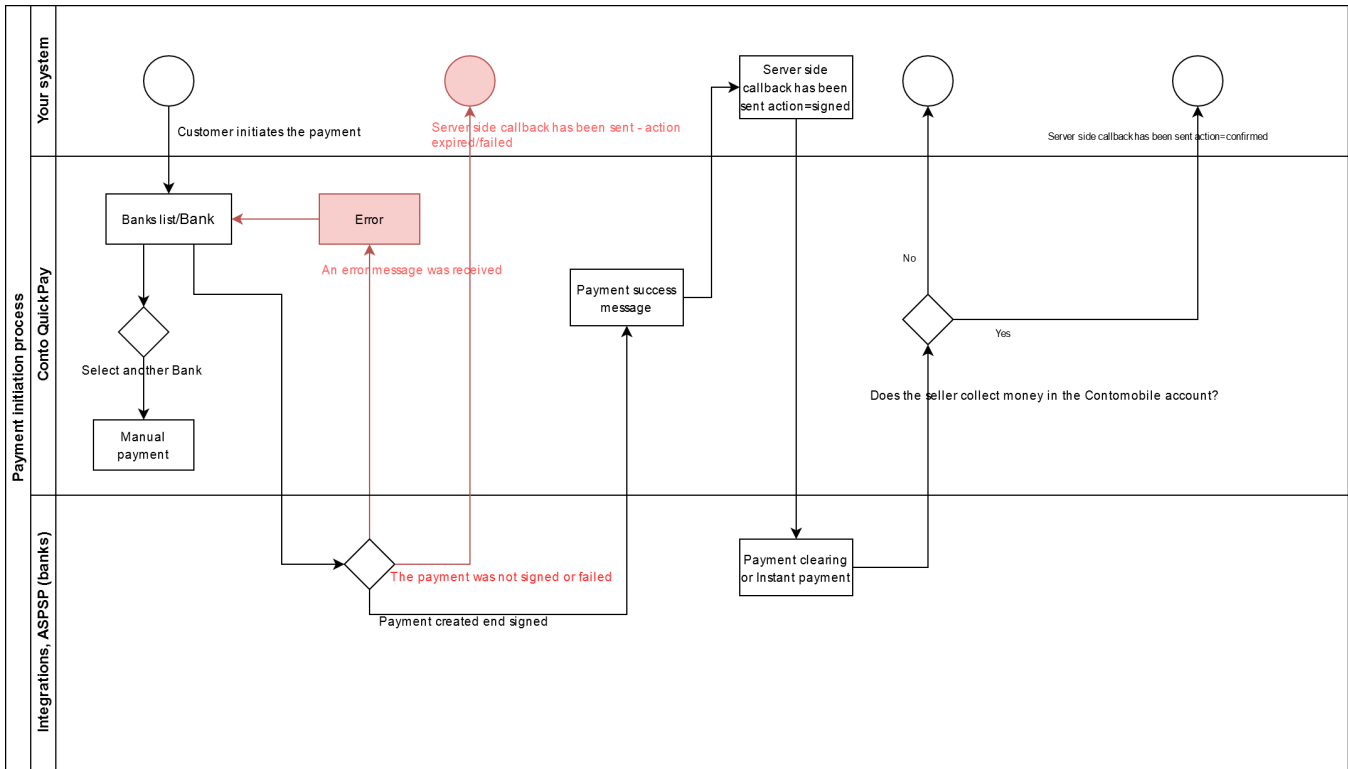 Payment initiation process
Your system
Customer initiates the payment
Server side callback has been sent - action
expired/failed
Server side
callback has been
sent action=signed
Server side callback has been sent action=confirmed
Conto QuickPay
Banks list/Bank
Error
An error message was received
Select another Bank
Manual
payment
Payment success
message
No
Yes
Does the seller collect money in the Contomobile account?
Integrations, ASPSP (banks)
The payment was not signed or failed
Payment created end signed
Payment clearing
or Instant payment